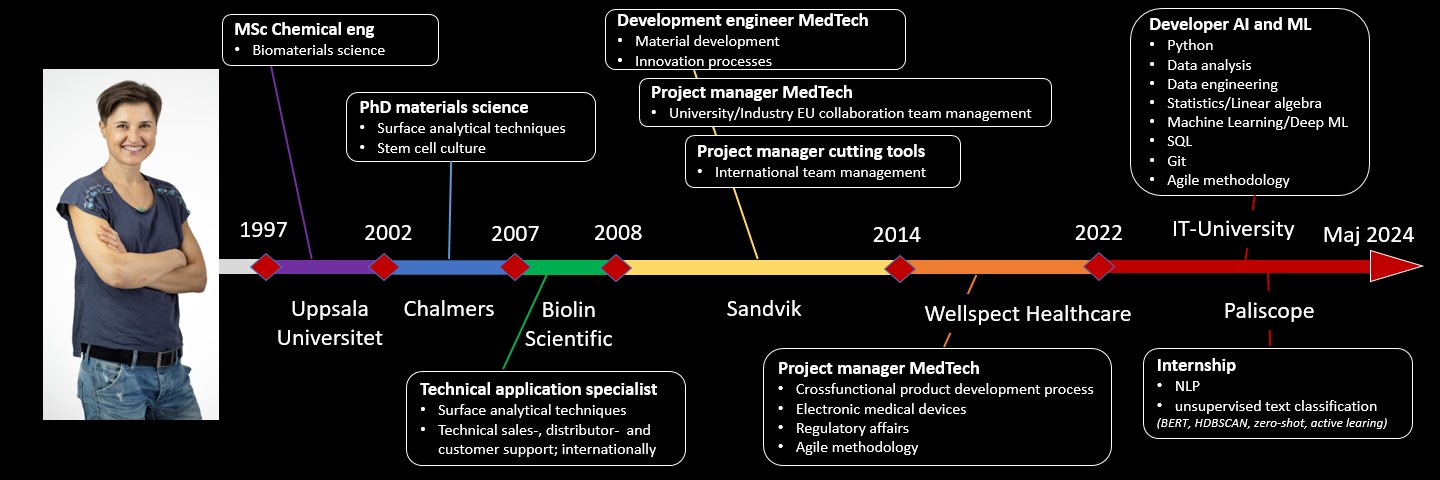 MSc Chemical eng
• Biomaterials science
PhD materials science
• Surface analytical techniques
• Stem cell culture
Development engineer MedTech
• Material development
• Innovation processes
Project manager MedTech
• University/Industry EU collaboration team management
Project manager cutting tools
• International team management
Developer AI and ML
• Python
• Data analysis
• Data engineering
• Statistics/Linear algebra
• Machine Learning/Deep ML
• SQL
• Git
• Agile methodology
1997
2002
2007
2008
2014
2022
IT-University
Maj 2024
Uppsala
Universitet
Chalmers
Biolin
Scientific
Sandvik
Wellspect Healthcare
Paliscope
Technical application specialist
• Surface analytical techniques
• Technical sales-, distributor- and
customer support; internationally
Project manager MedTech
• Crossfunctional product development process
• Electronic medical devices
• Regulatory affairs
• Agile methodology
Internship
• NLP
• unsupervised text classification
(BERT, HDBSCAN, zero-shot, active learing)